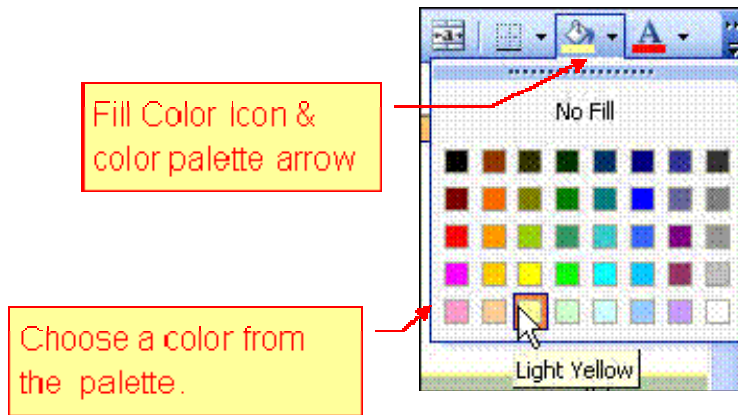 a
A
Fill Color Icon &
color palette arrow
No Fill
Choose a color from
the palette.
Light Yellow